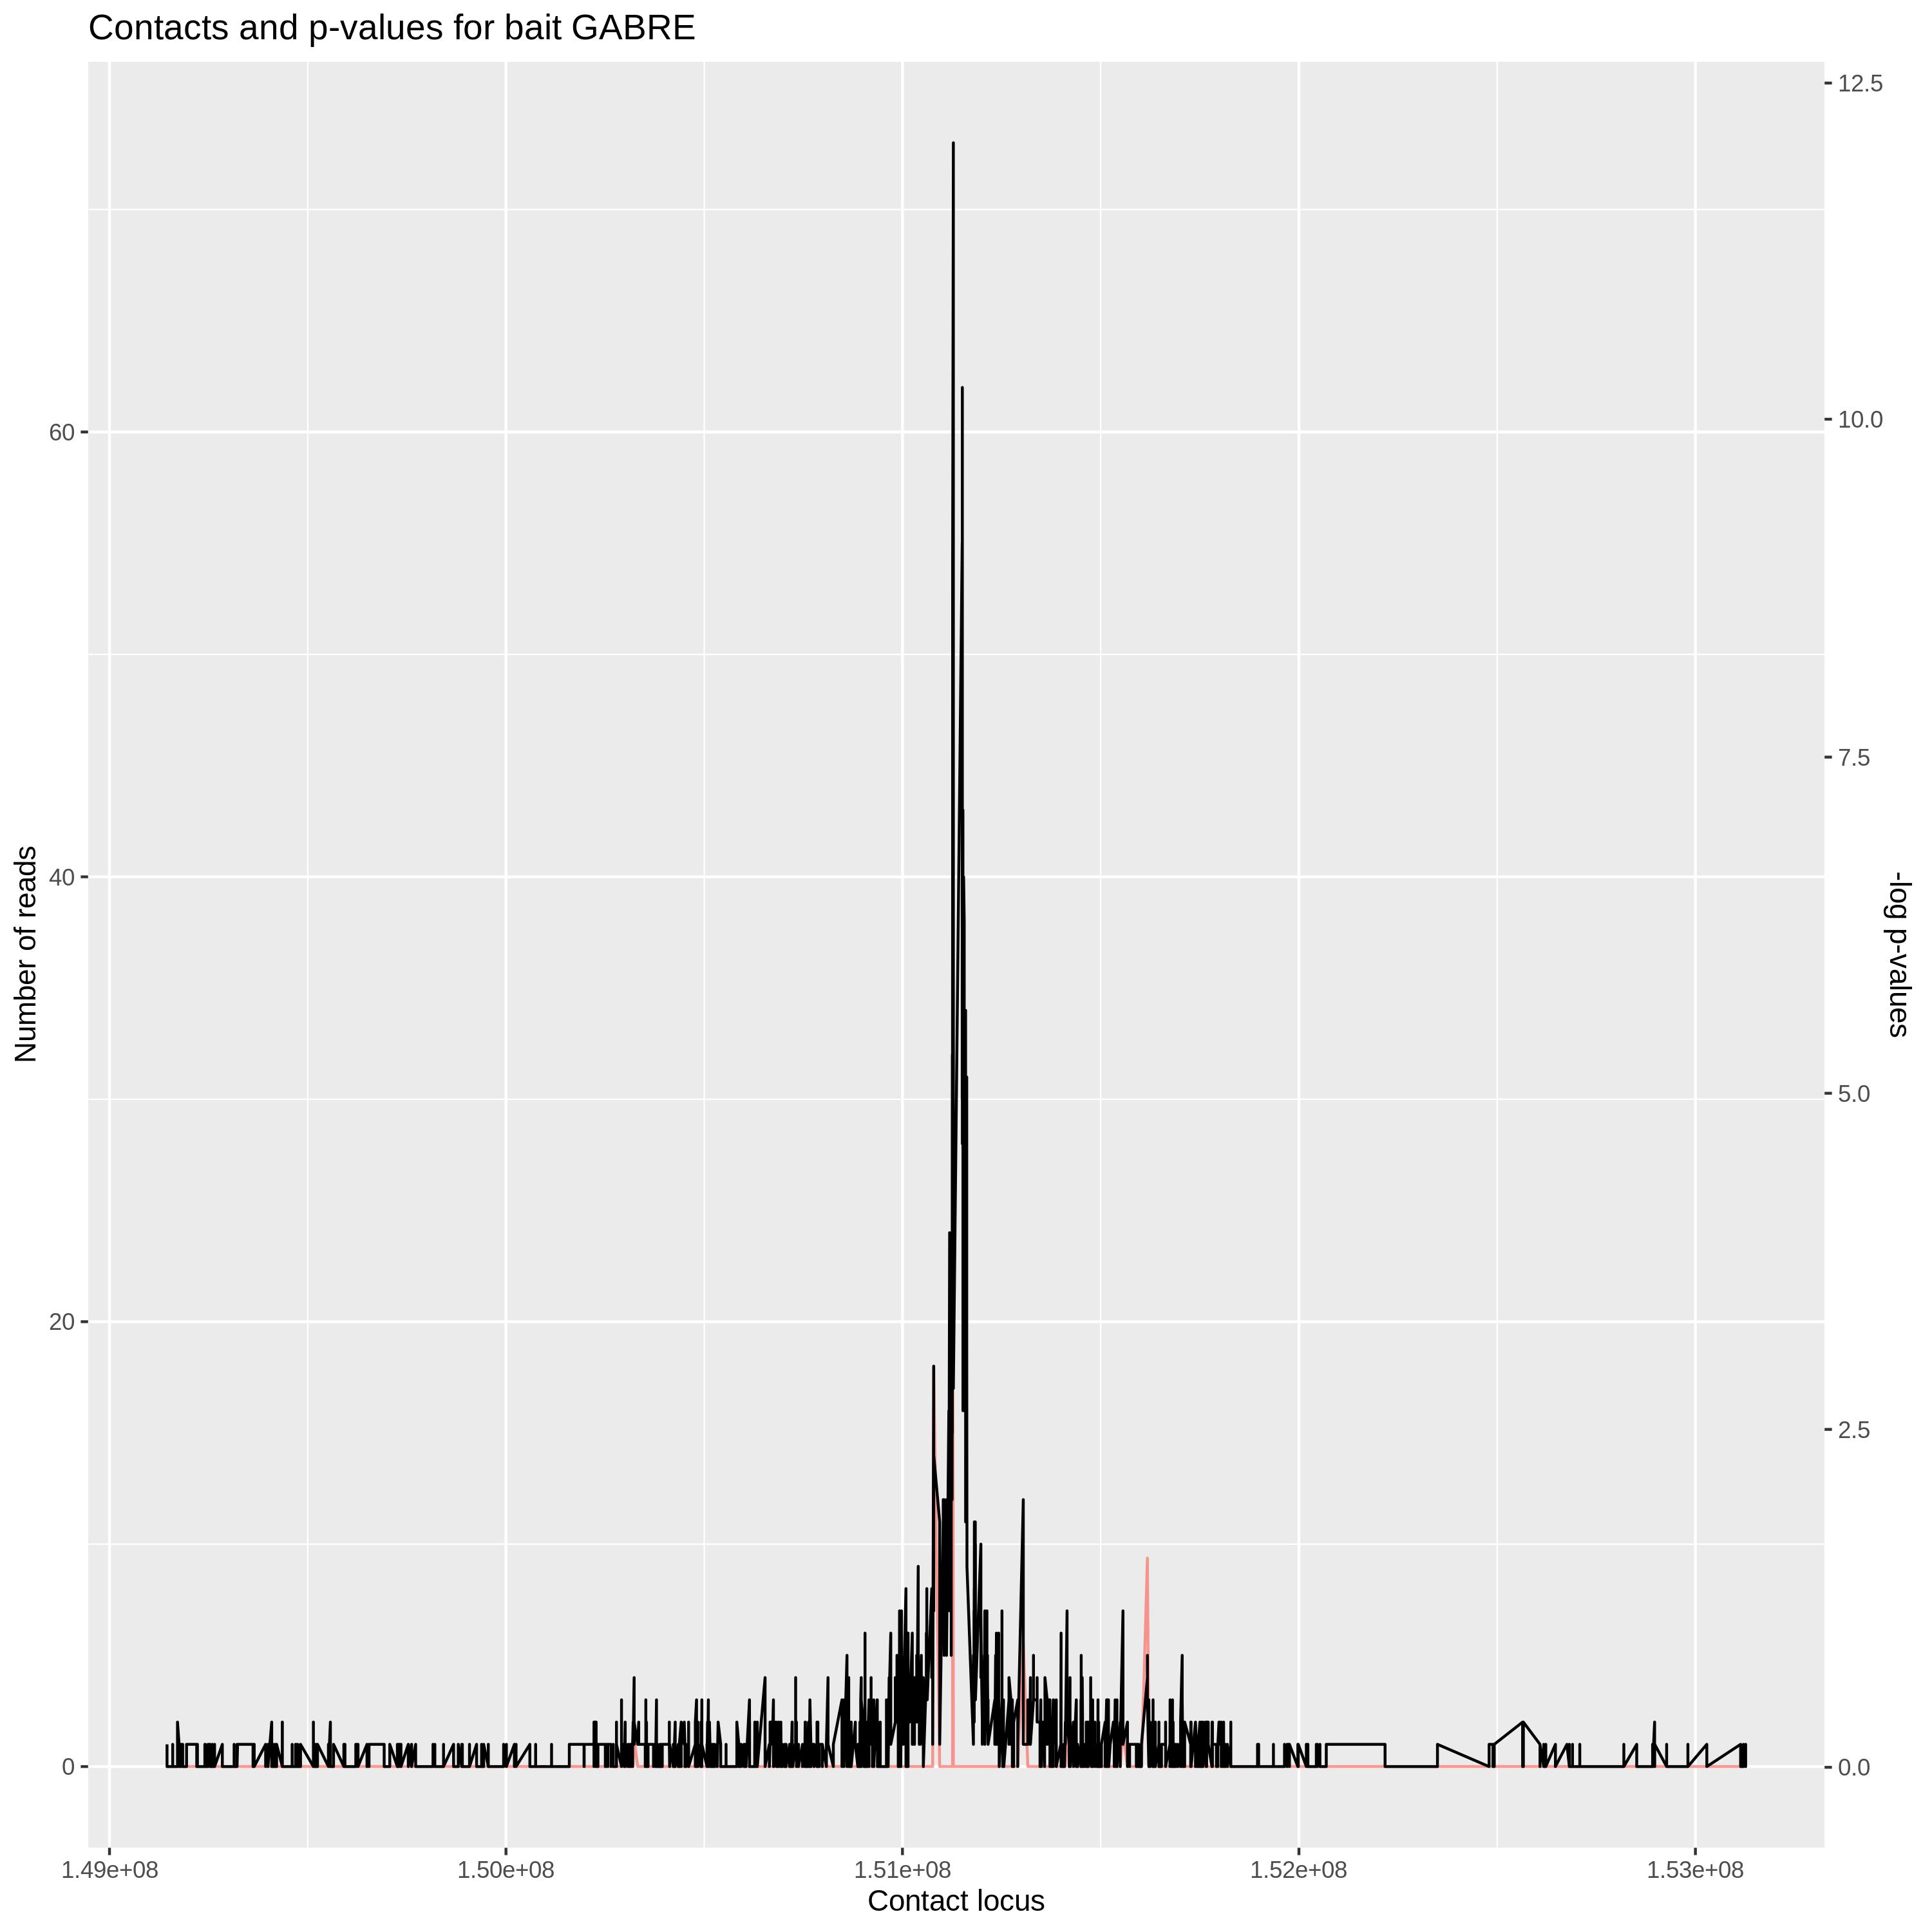 Contacts and p-values for bait GABRE
12.5
10.0
7.5
5.0
2.5
0.0
60
40
20
0
Number of reads
-log p-values
1.49e+08
1.50e+08
1.51e+08
1.52e+08
1.53e+08
Contact locus